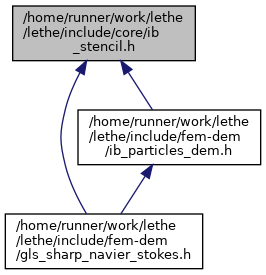 /home/runner/work/lethe
/lethe/include/core/ib
_stencil.h
/home/runner/work/lethe
/lethe/include/fem-dem
/ib_particles_dem.h
/home/runner/work/lethe
/lethe/include/fem-dem
/gls_sharp_navier_stokes.h